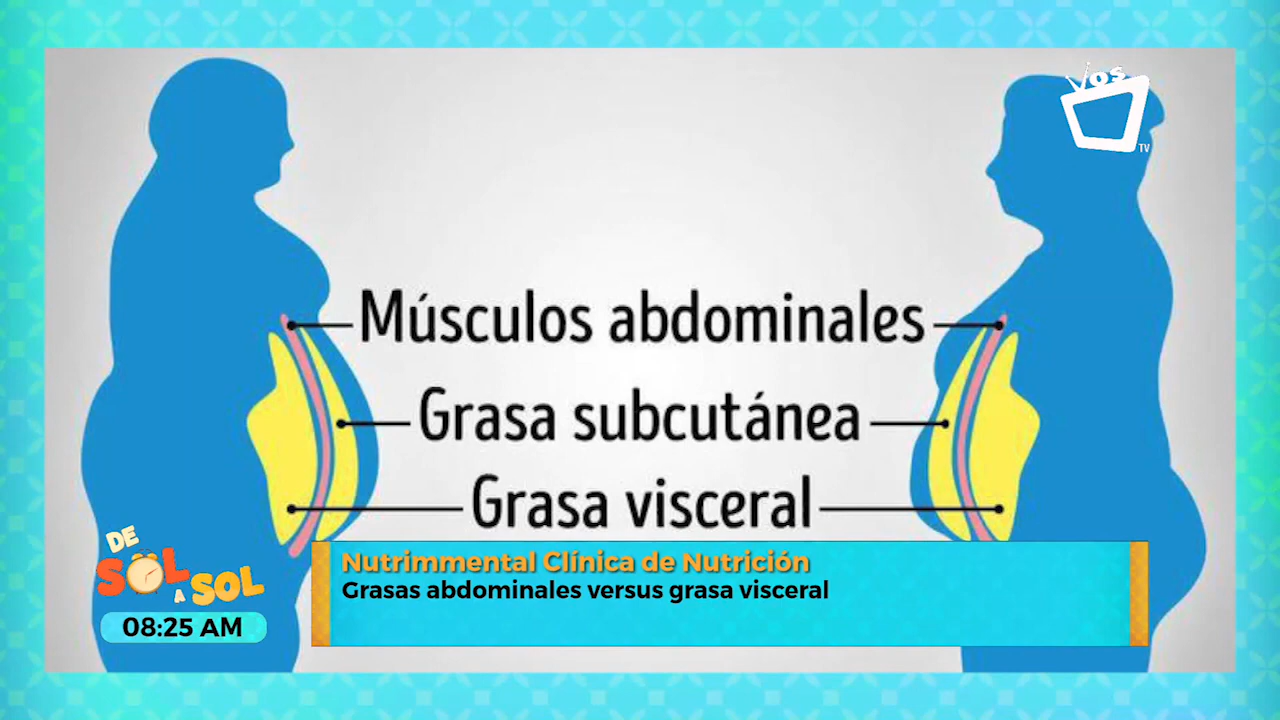 Vos
TV
Músculos abdominales
Grasa subcutánea
Grasa visceral
DE
SOL
A SOL
08:25 AM
Nutrimmental Clínica de Nutrición
Grasas abdominales versus grasa visceral